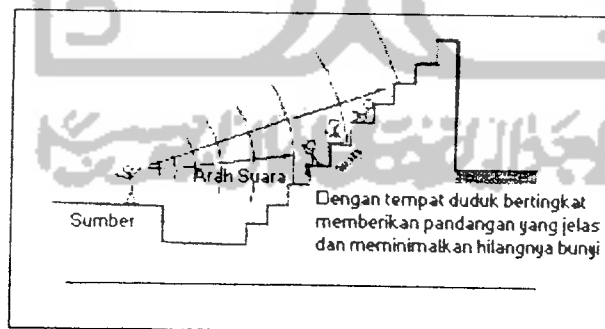 Arah Suara
Sumber
Dengan tempat duduk bertingkat
memberikan pandangan yang jelas
dan meminimalkan hilangnya bunyi